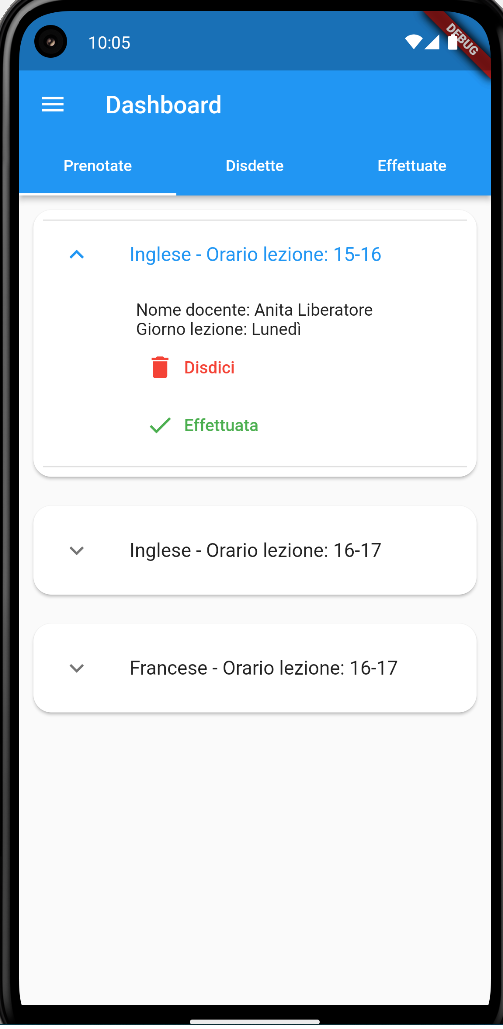 10:05
DEBUG
Dashboard
Prenotate
Disdette
Effettuate
Inglese - Orario lezione: 15-16
Nome docente: Anita Liberatore
Giorno lezione: Lunedì
Disdici
Effettuata
Inglese - Orario lezione: 16-17
Francese - Orario lezione: 16-17